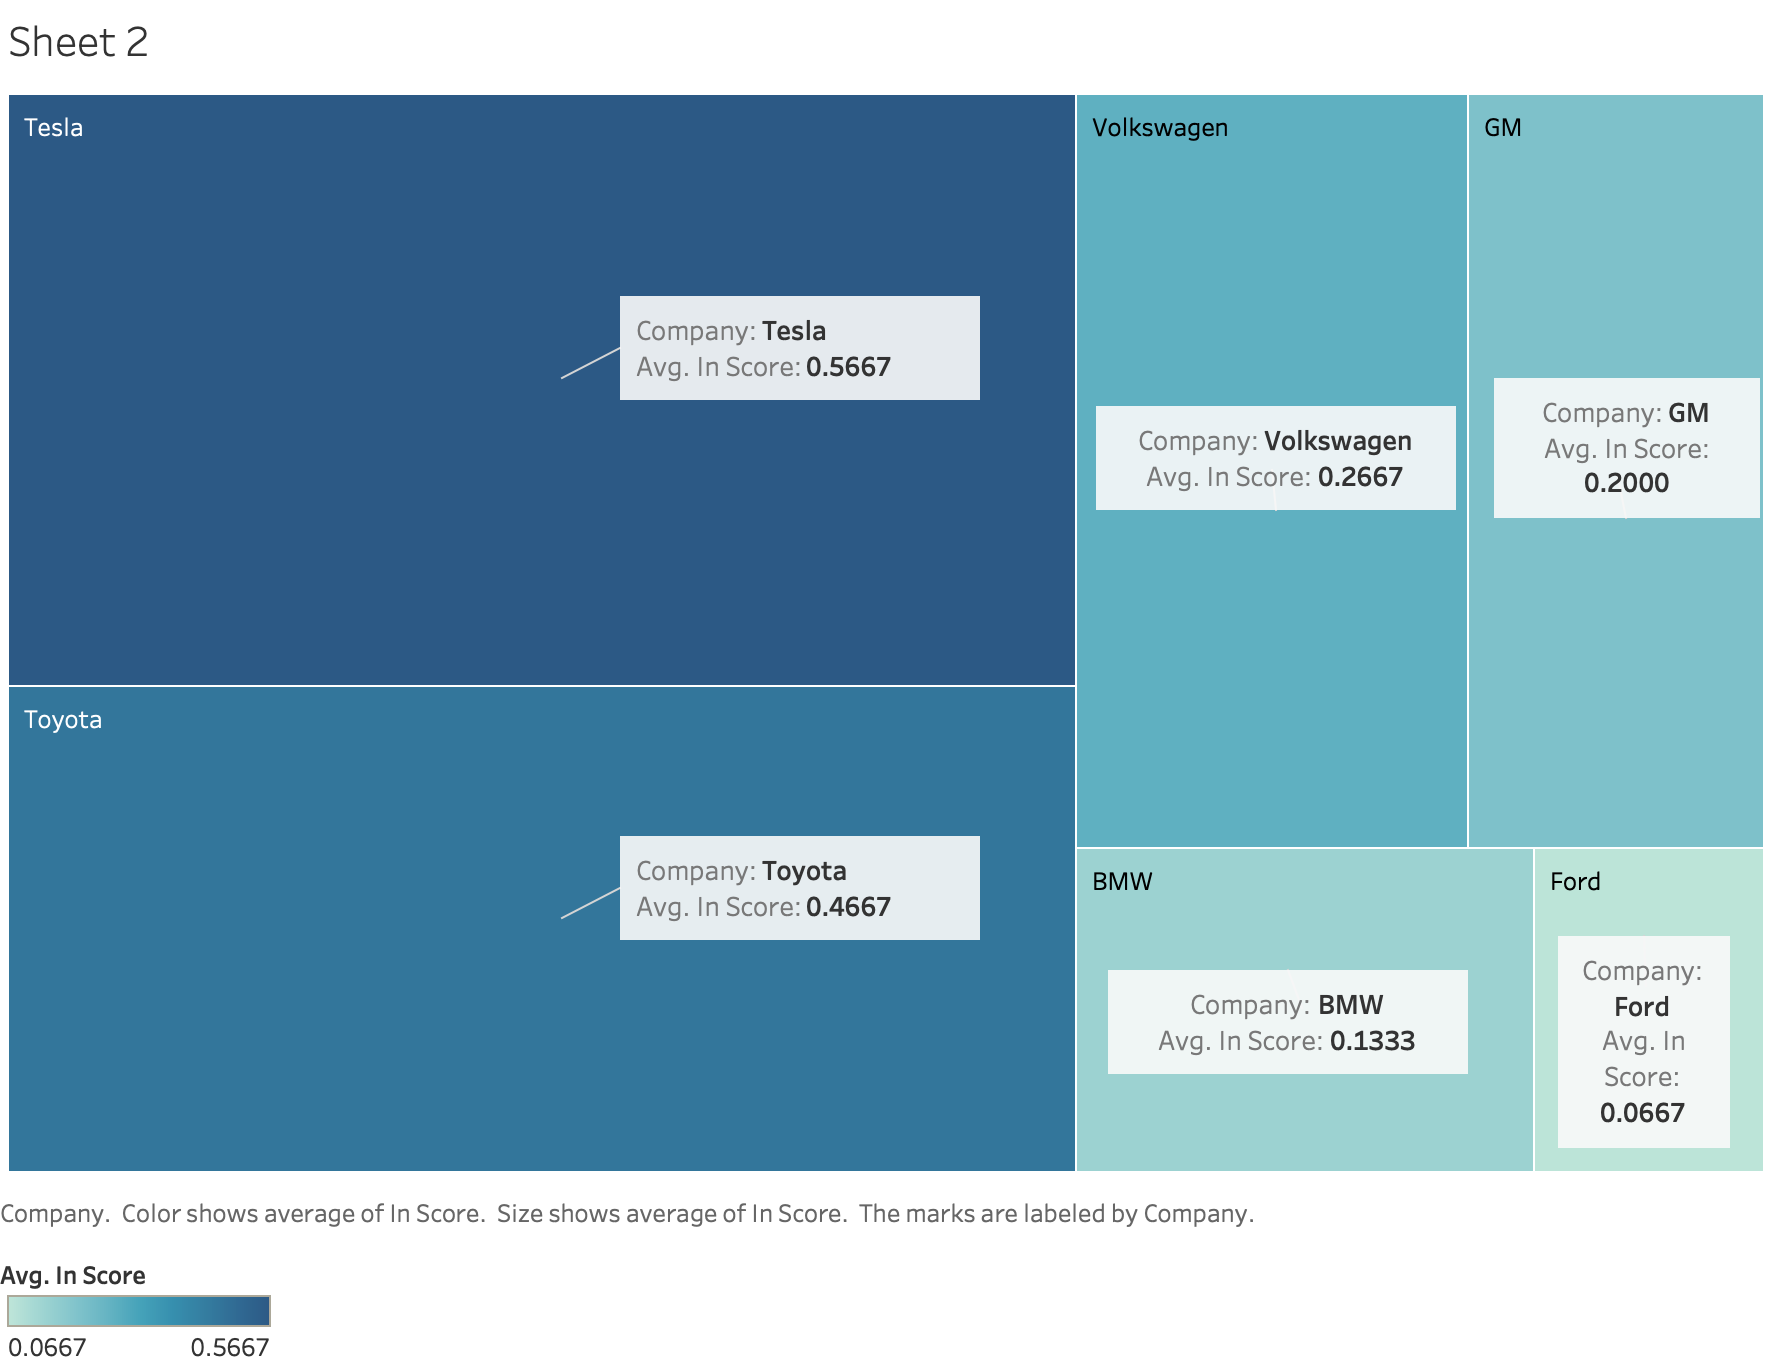 Sheet 2
Tesla
Company: Tesla
Avg. In Score: 0.5667
Toyota
Company: Toyota
Avg. In Score: 0.4667
Volkswagen
Company: Volkswagen
Avg. In Score: 0.2667
GM
Company: GM
Avg. In Score:
0.2000
BMW
Company: BMW
Avg. In Score: 0.1333
Ford
Company:
Ford
Avg. In
Score:
0.0667
Company. Color shows average of In Score. Size shows average of In Score. The marks are labeled by Company.
Avg. In Score
0.0667 0.5667